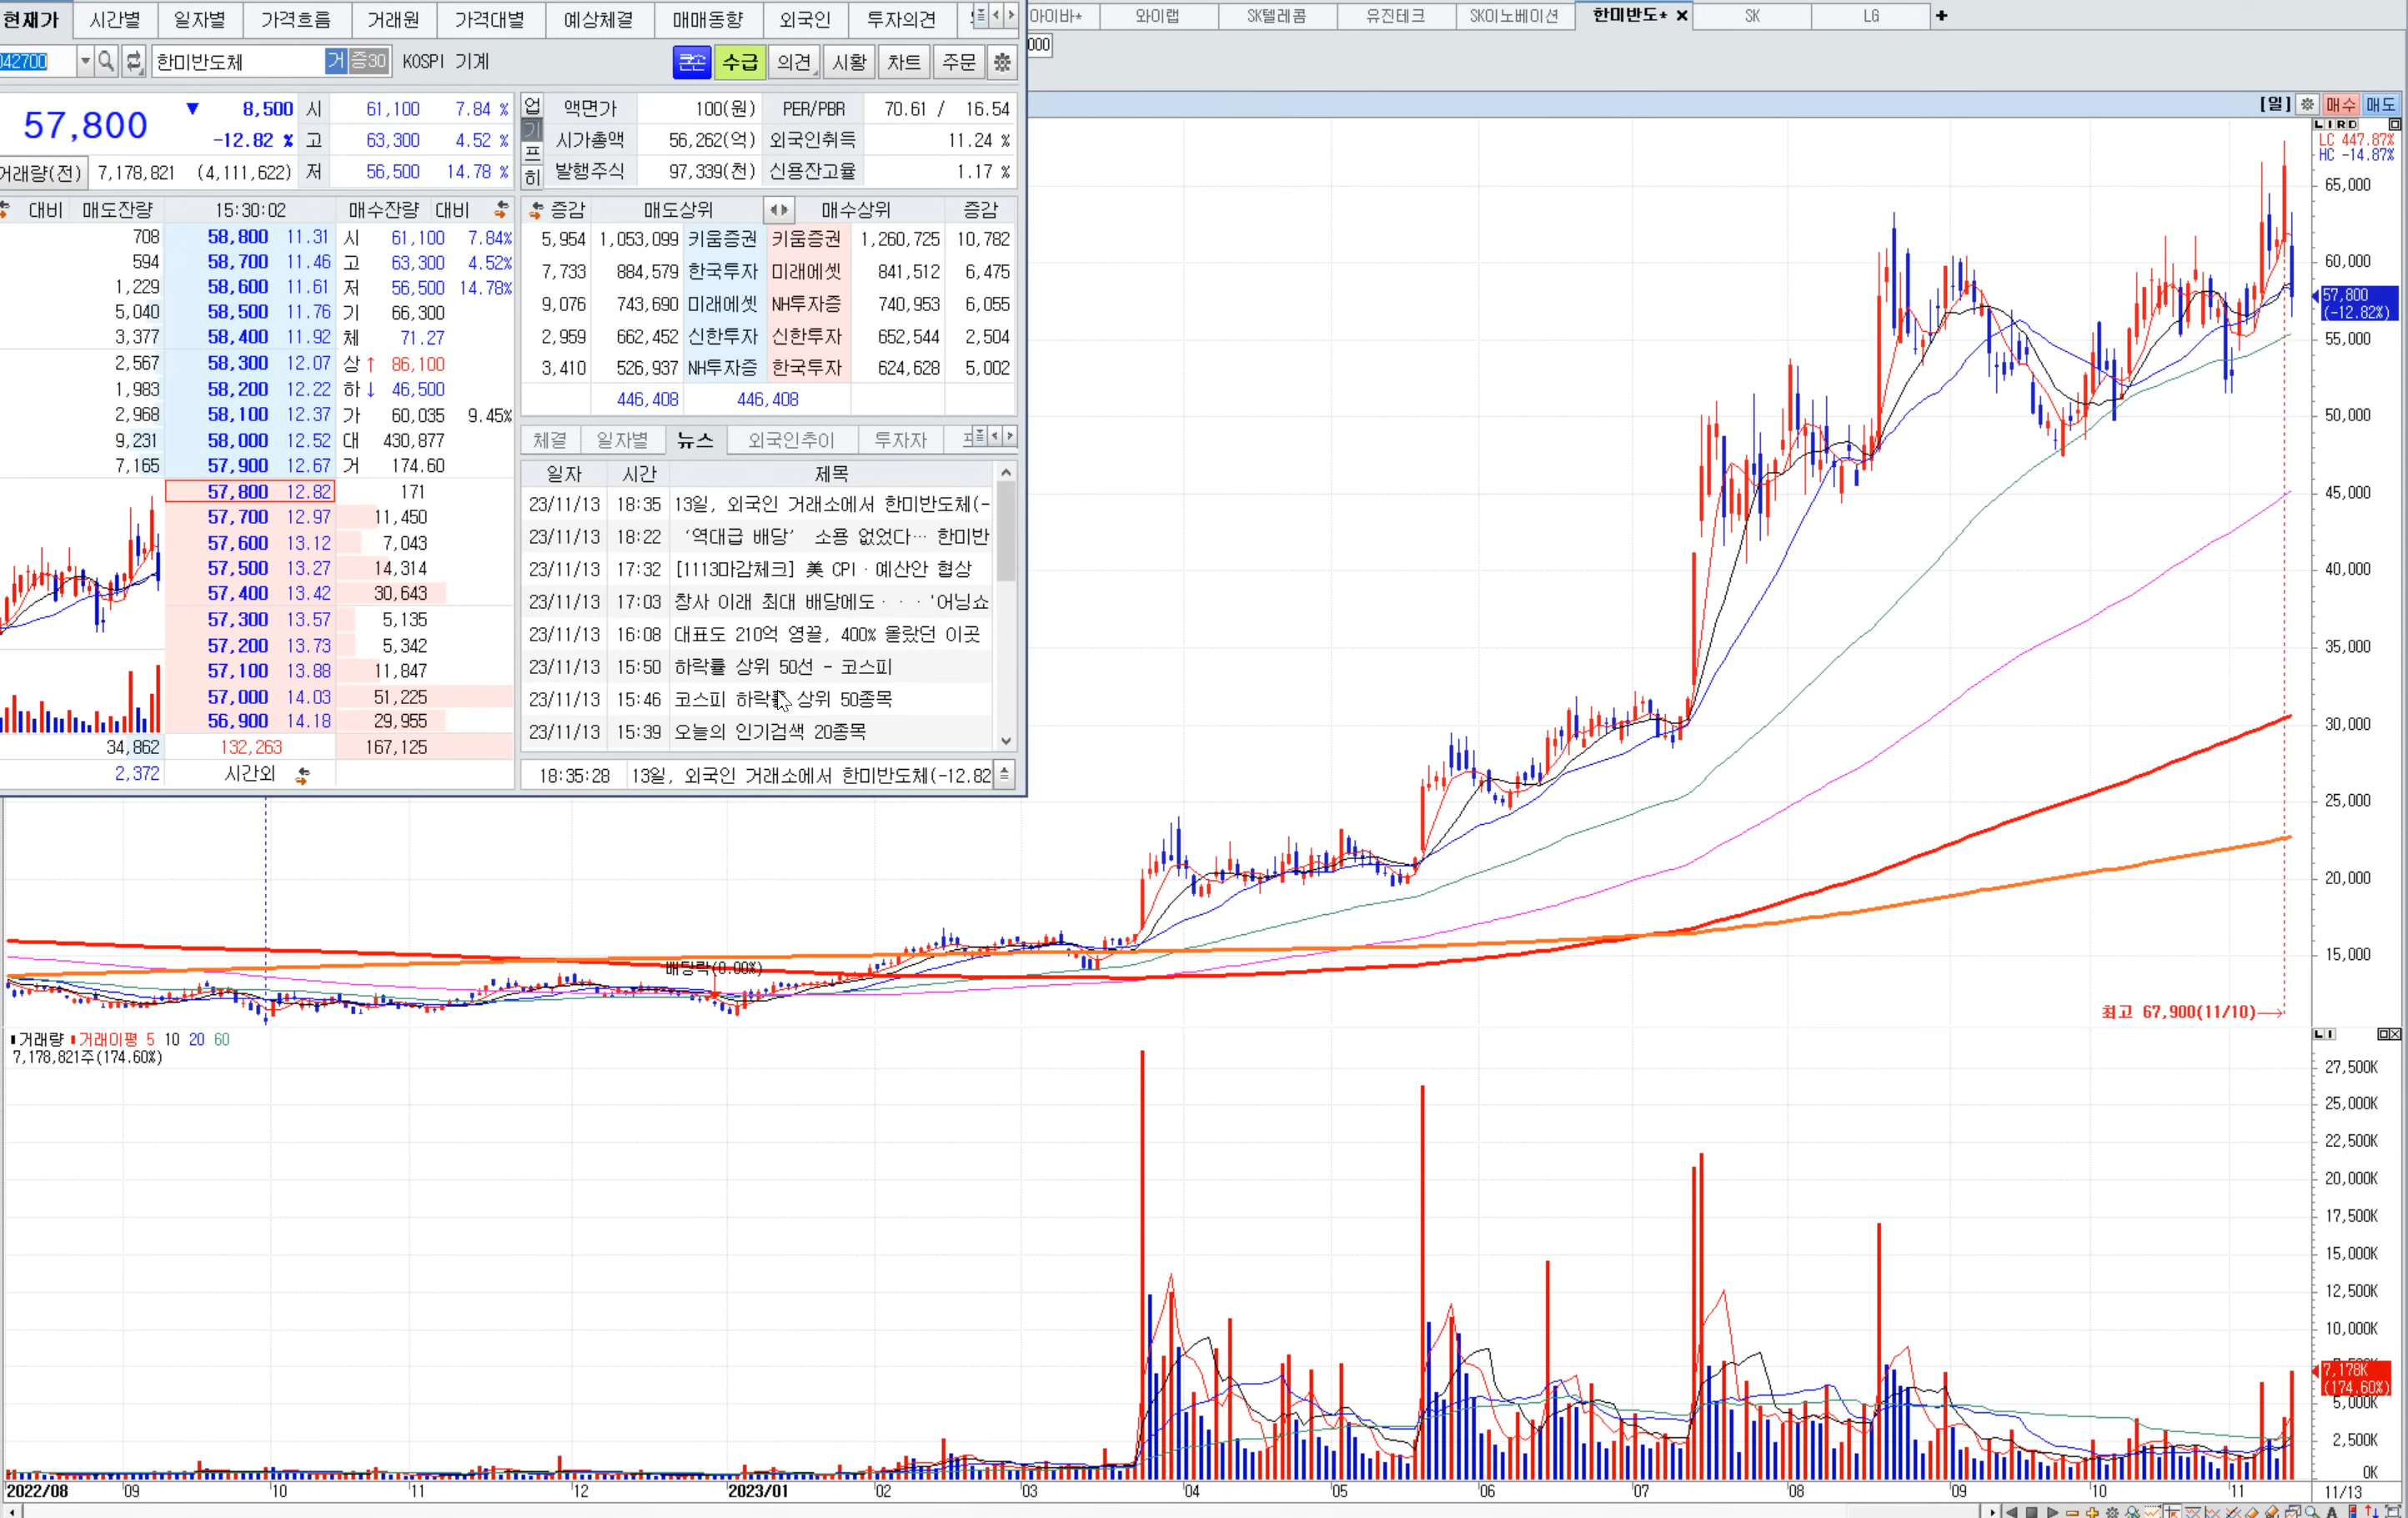 현재가 시간별 일자별 가격흐름 거래원 가격대별 예상체결 매매동향 외국인 투자의견
아이바* 와이랩 SK텔레콤 유진테크 SK이노베이션 한미반도* SK LG
042700 한미반도체 거 증30 KOSPI 기계 수급 의견 시황 차트 주문
000
57,800 ▼ 8,500 시 61,100 7.84 %
-12.82 % 고 63,300 4.52 %
거래량(전) 7,178,821 (4,111,622) 저 56,500 14.78 %
업 액면가 100(원) PER/PBR 70.61 / 16.54
기 시가총액 56,262(억) 외국인취득 11.24 %
프
히 발행주식 97,339(천) 신용잔고율 1.17 %
대비 매도잔량 15:30:02 매수잔량 대비
708 58,800 11.31 시 61,100 7.84%
594 58,700 11.46 고 63,300 4.52%
1,229 58,600 11.61 저 56,500 14.78%
5,040 58,500 11.76 기 66,300
3,377 58,400 11.92 체 71.27
2,567 58,300 12.07 상↑ 86,100
1,983 58,200 12.22 하↓ 46,500
2,968 58,100 12.37 가 60,035 9.45%
9,231 58,000 12.52 대 430,877
7,165 57,900 12.67 거 174.60
57,800 12.82 171
57,700 12.97 11,450
57,600 13.12 7,043
57,500 13.27 14,314
57,400 13.42 30,643
57,300 13.57 5,135
57,200 13.73 5,342
57,100 13.88 11,847
57,000 14.03 51,225
56,900 14.18 29,955
34,862 132,263 167,125
2,372 시간외
증감 매도상위 매수상위 증감
5,954 1,053,099 키움증권 키움증권 1,260,725 10,782
7,733 884,579 한국투자 미래에셋 841,512 6,475
9,076 743,690 미래에셋 NH투자증 740,953 6,055
2,959 662,452 신한투자 신한투자 652,544 2,504
3,410 526,937 NH투자증 한국투자 624,628 5,002
446,408 446,408
체결 일자별 뉴스 외국인추이 투자자
일자 시간 제목
23/11/13 18:35 13일, 외국인 거래소에서 한미반도체(-
23/11/13 18:22 ‘역대급 배당’ 소용 없었다… 한미반
23/11/13 17:32 [1113마감체크] 美 CPI·예산안 협상
23/11/13 17:03 창사 이래 최대 배당에도···'어닝쇼
23/11/13 16:08 대표도 210억 영끌, 400% 올랐던 이곳
23/11/13 15:50 하락률 상위 50선 - 코스피
23/11/13 15:46 코스피 하락률 상위 50종목
23/11/13 15:39 오늘의 인기검색 20종목
18:35:28 13일, 외국인 거래소에서 한미반도체(-12.82
[일] 매수 매도
L I R D
LC 447.87%
HC -14.87%
65,000
60,000
57,800
(-12.82%)
55,000
50,000
45,000
40,000
35,000
30,000
25,000
20,000
15,000
배당락(0.00%)
최고 67,900(11/10)→
거래량 거래이평 5 10 20 60
7,178,821주(174.60%)
L I
27,500K
25,000K
22,500K
20,000K
17,500K
15,000K
12,500K
10,000K
7,178K
(174.60%)
5,000K
2,500K
0K
2022/08 09 10 11 12 2023/01 02 03 04 05 06 07 08 09 10 11 11/13